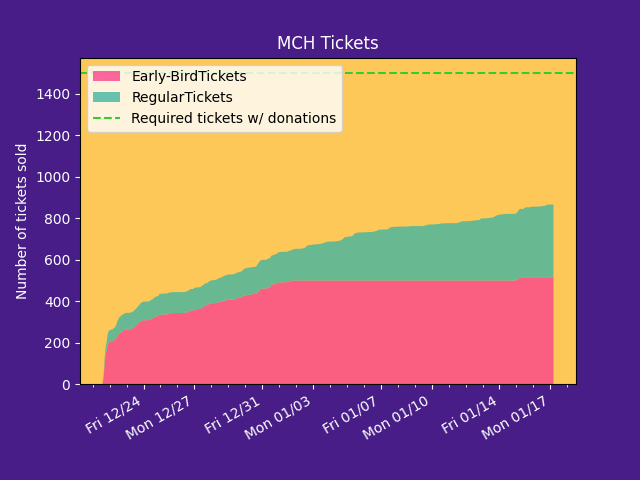 MCH Tickets
Early-BirdTickets
RegularTickets
Required tickets w/ donations
Number of tickets sold
1400
1200
1000
800
600
400
200
0
Fri 12/24
Mon 12/27
Fri 12/31
Mon 01/03
Fri 01/07
Mon 01/10
Fri 01/14
Mon 01/17